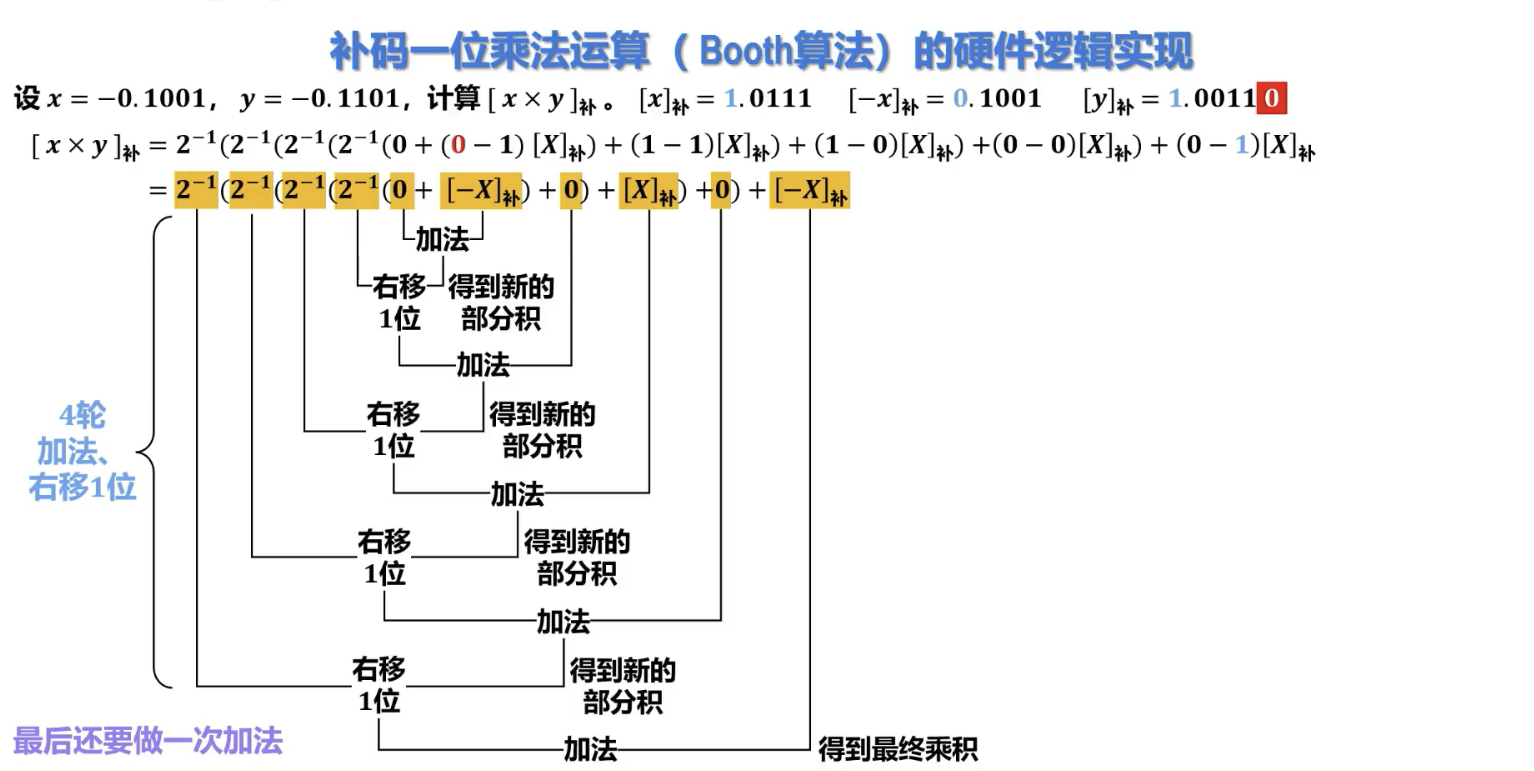 补码一位乘法运算（Booth算法）的硬件逻辑实现
设 x = −0.1001， y = −0.1101，计算 [ x × y ]补 。 [x]补 = 1.0111 [−x]补 = 0.1001 [y]补 = 1.0011 0
[ x × y ]补 = 2⁻¹(2⁻¹(2⁻¹(2⁻¹(0 + (0 − 1) [X]补) + (1 − 1)[X]补) + (1 − 0)[X]补) +(0 − 0)[X]补) + (0 − 1)[X]补
= 2⁻¹(2⁻¹(2⁻¹(2⁻¹(0 + [−X]补) + 0) + [X]补) +0) + [−X]补
加法
右移 得到新的
1位 部分积
加法
右移 得到新的
1位 部分积
4轮
加法、
右移1位
加法
右移 得到新的
1位 部分积
加法
右移 得到新的
1位 部分积
最后还要做一次加法
加法 得到最终乘积